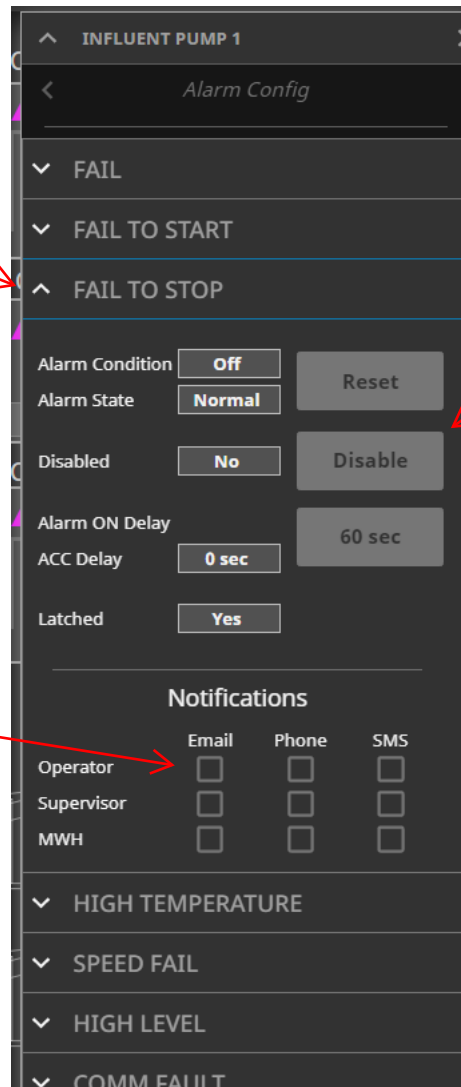 INFLUENT PUMP 1
Alarm Config
FAIL
FAIL TO START
FAIL TO STOP
Alarm Condition Off
Reset
Alarm State Normal
Disabled No Disable
Alarm ON Delay
60 sec
ACC Delay 0 sec
Latched Yes
Notifications
Email Phone SMS
Operator
Supervisor
MWH
HIGH TEMPERATURE
SPEED FAIL
HIGH LEVEL
COMM FAULT